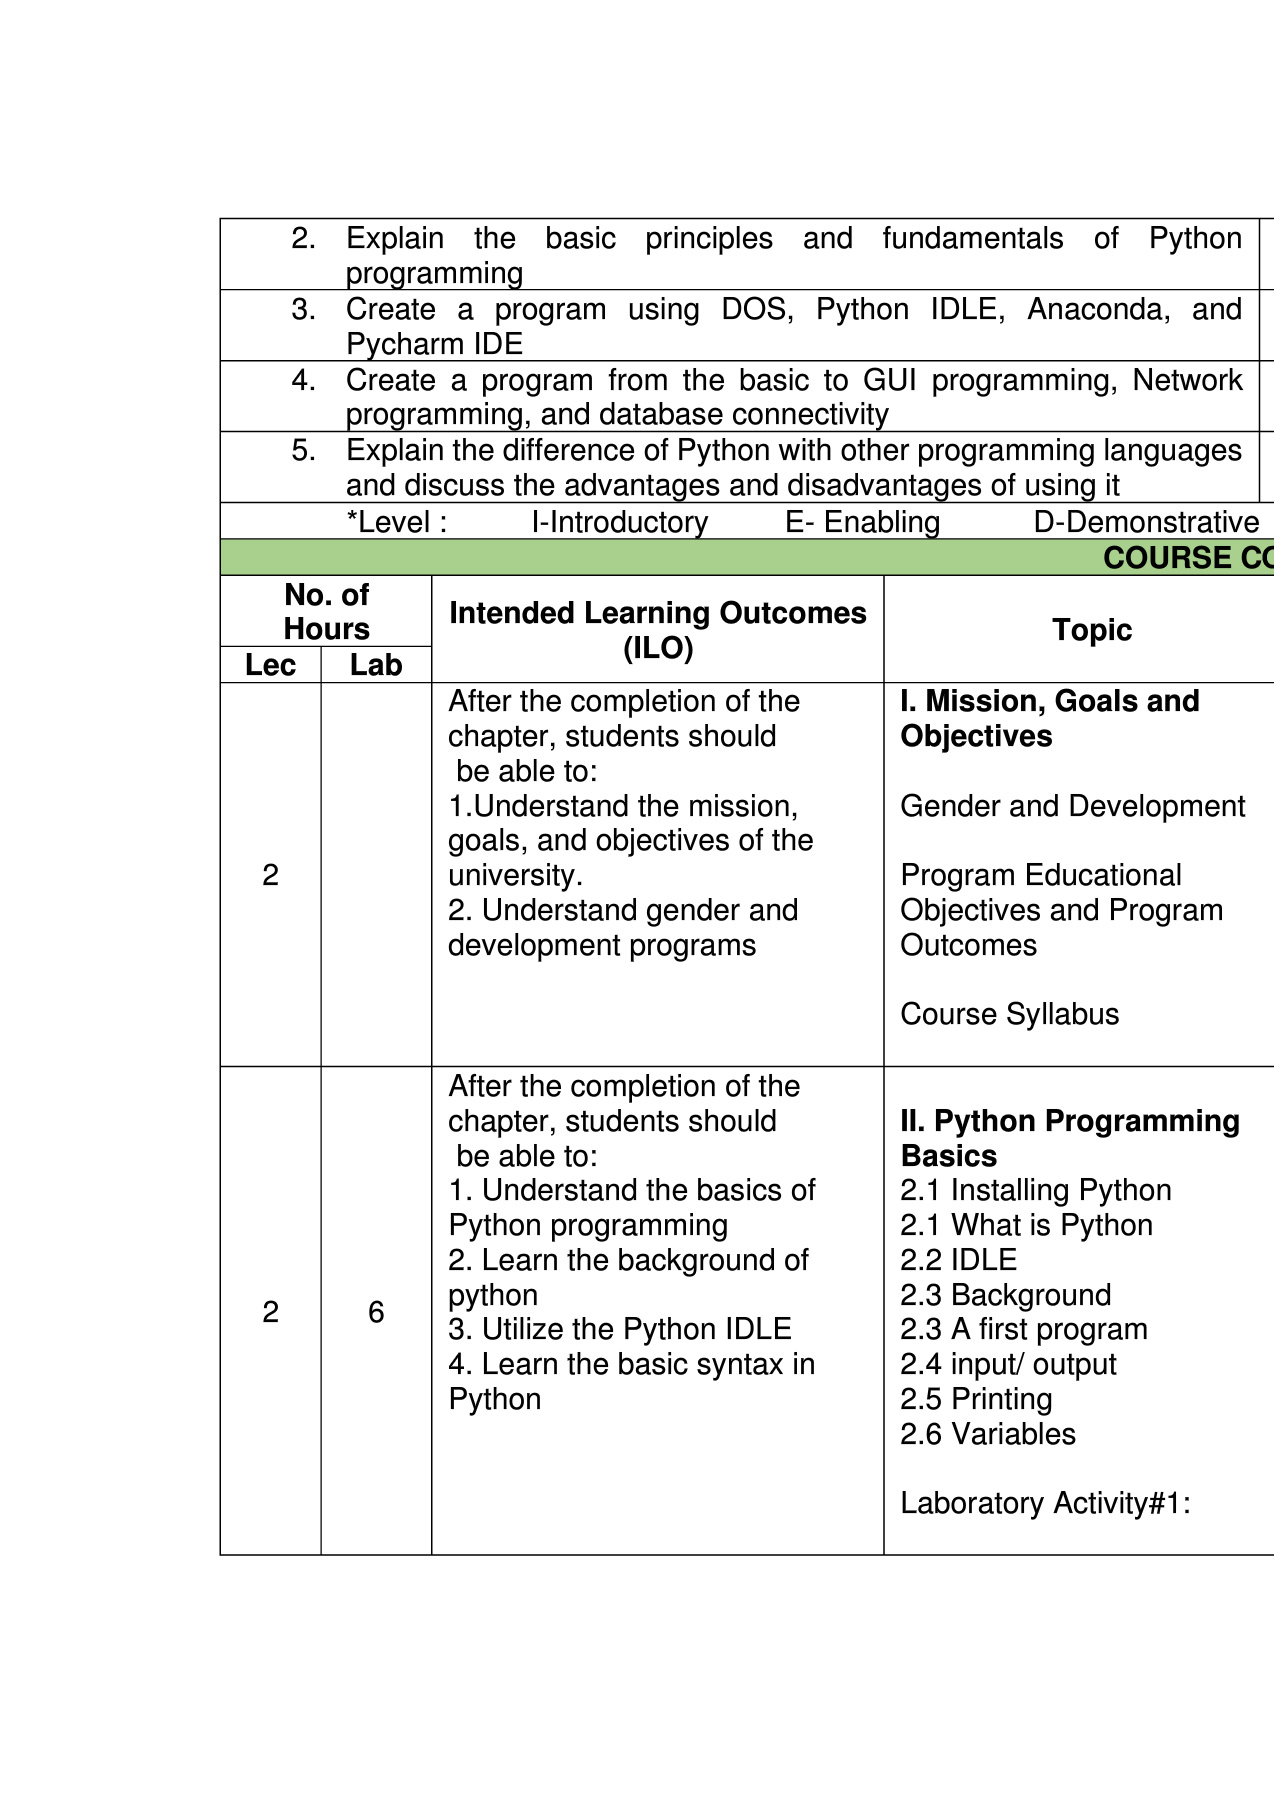 2. Explain the basic principles and fundamentals of Python
programming
3. Create a program using DOS, Python IDLE, Anaconda, and
Pycharm IDE
4. Create a program from the basic to GUI programming, Network
programming, and database connectivity
5. Explain the difference of Python with other programming languages
and discuss the advantages and disadvantages of using it
*Level : I-Introductory E- Enabling D-Demonstrative
COURSE CO
No. of
Hours
Lec Lab
Intended Learning Outcomes
(ILO)
Topic
2
After the completion of the
chapter, students should
be able to:
1.Understand the mission,
goals, and objectives of the
university.
2. Understand gender and
development programs
I. Mission, Goals and
Objectives
Gender and Development
Program Educational
Objectives and Program
Outcomes
Course Syllabus
2 6
After the completion of the
chapter, students should
be able to:
1. Understand the basics of
Python programming
2. Learn the background of
python
3. Utilize the Python IDLE
4. Learn the basic syntax in
Python
II. Python Programming
Basics
2.1 Installing Python
2.1 What is Python
2.2 IDLE
2.3 Background
2.3 A first program
2.4 input/ output
2.5 Printing
2.6 Variables
Laboratory Activity#1: